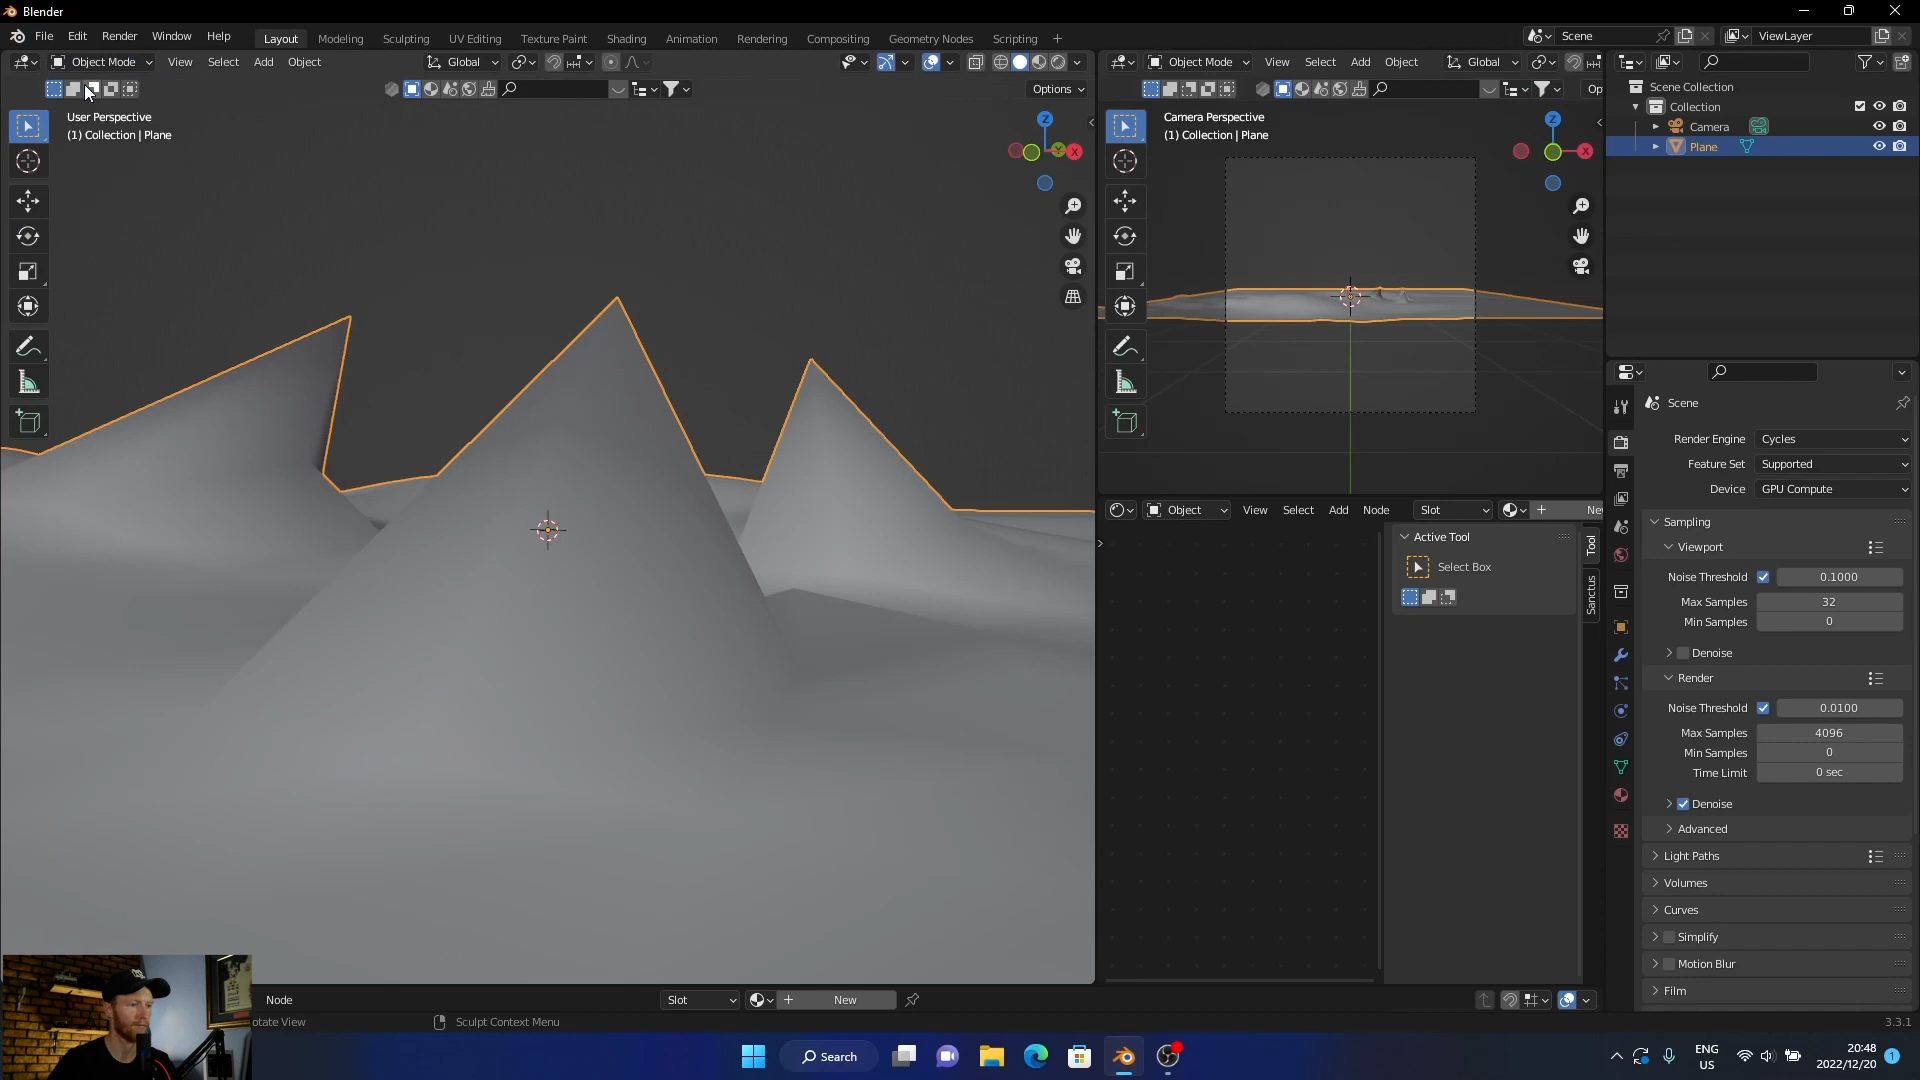 Blender
File Edit Render Window Help Layout Modeling Sculpting UV Editing Texture Paint Shading Animation Rendering Compositing Geometry Nodes Scripting + Scene ViewLayer
Object Mode View Select Add Object Global
Options
User Perspective
(1) Collection | Plane
Z
Y
X
Object Mode View Select Add Object Global
Op
Camera Perspective
(1) Collection | Plane
Z
X
Object View Select Add Node Slot Ne
Active Tool
Select Box
Tool
Sanctus
Scene Collection
Collection
Camera
Plane
Scene
Render Engine Cycles
Feature Set Supported
Device GPU Compute
Sampling
Viewport
Noise Threshold 0.1000
Max Samples 32
Min Samples 0
Denoise
Render
Noise Threshold 0.0100
Max Samples 4096
Min Samples 0
Time Limit 0 sec
Denoise
Advanced
Light Paths
Volumes
Curves
Simplify
Motion Blur
Film
Node Slot New
otate View Sculpt Context Menu 3.3.1
Search
ENG
US
20:48
2022/12/20
1